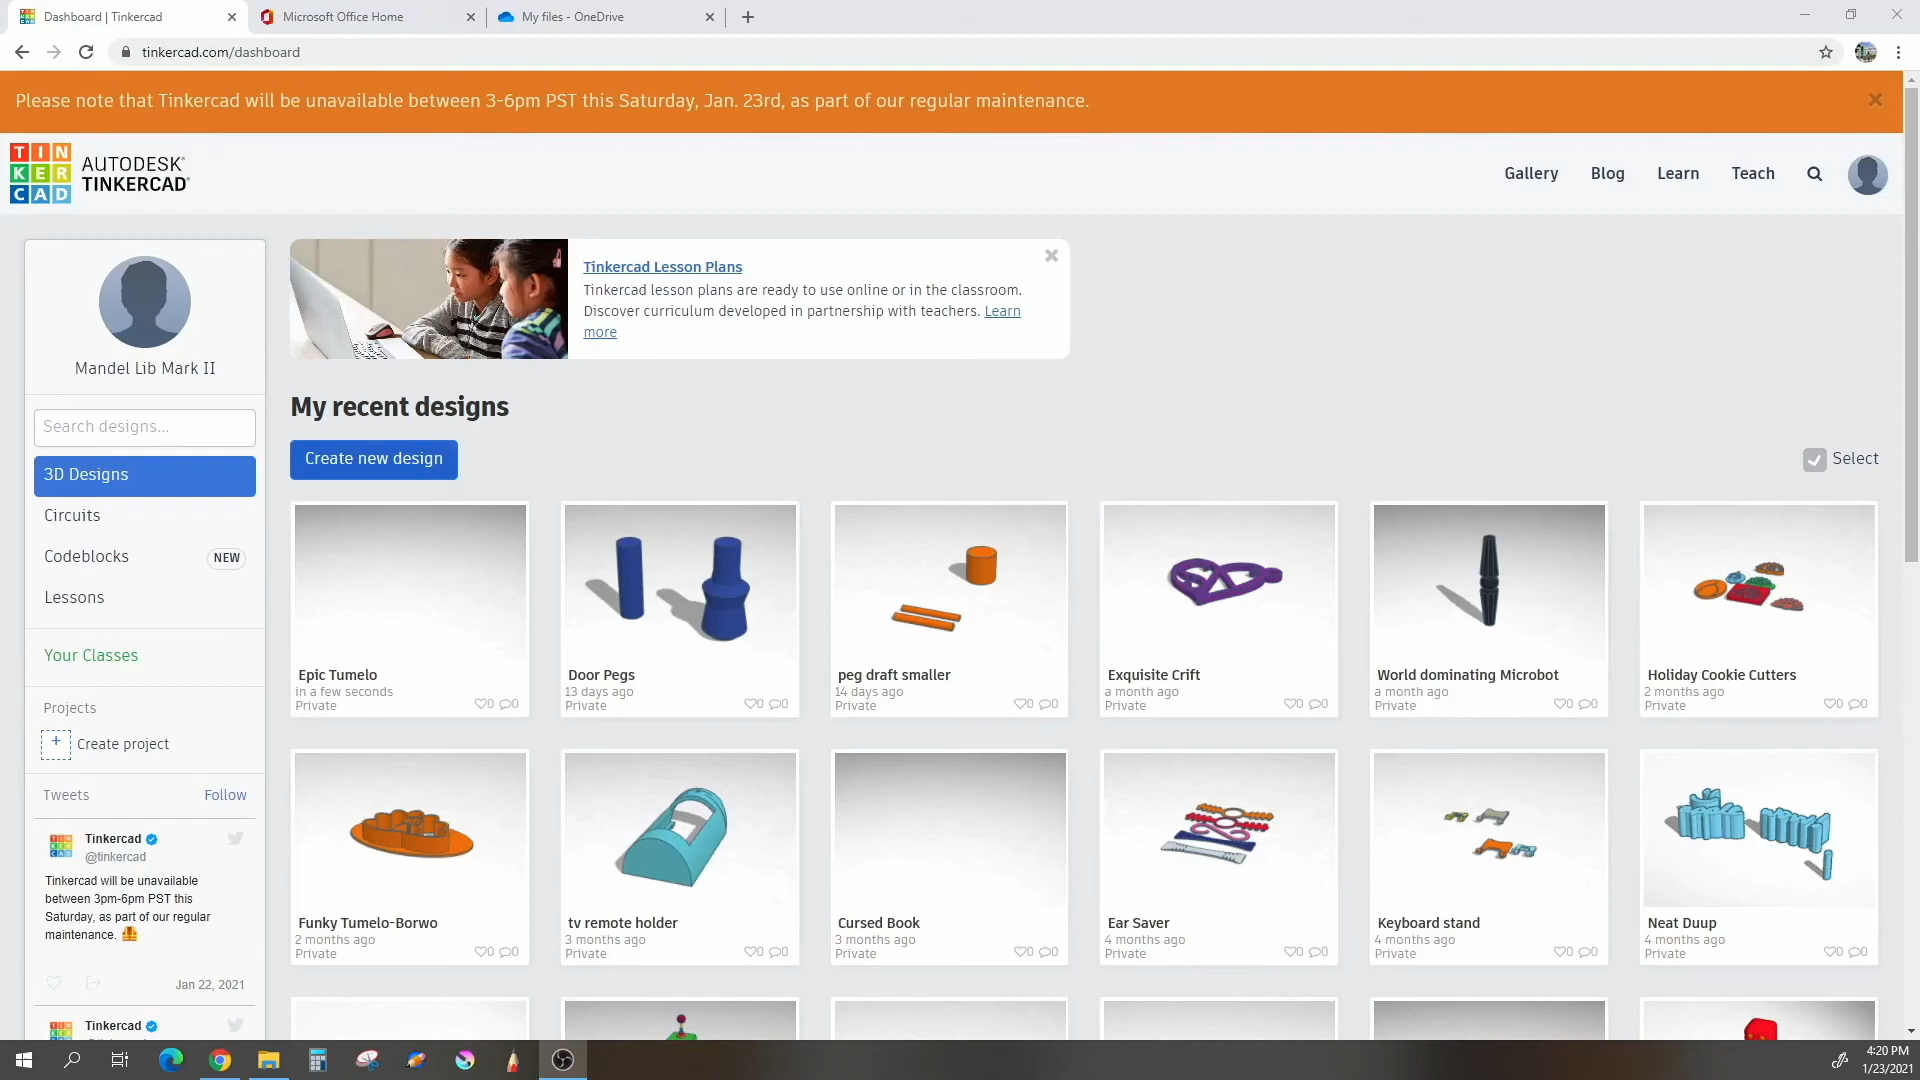 Dashboard | Tinkercad
Microsoft Office Home
My files - OneDrive
tinkercad.com/dashboard
Please note that Tinkercad will be unavailable between 3-6pm PST this Saturday, Jan. 23rd, as part of our regular maintenance.
TIN
KER
CAD
AUTODESK
TINKERCAD
Gallery
Blog
Learn
Teach
Mandel Lib Mark II
Search designs...
3D Designs
Circuits
Codeblocks
NEW
Lessons
Your Classes
Projects
+ Create project
Tweets
Follow
Tinkercad
@tinkercad
Tinkercad will be unavailable
between 3pm-6pm PST this
Saturday, as part of our regular
maintenance.
Jan 22, 2021
Tinkercad
Tinkercad Lesson Plans
Tinkercad lesson plans are ready to use online or in the classroom.
Discover curriculum developed in partnership with teachers. Learn
more
My recent designs
Create new design
Select
Epic Tumelo
in a few seconds
Private
0 0
Door Pegs
13 days ago
Private
0 0
peg draft smaller
14 days ago
Private
0 0
Exquisite Crift
a month ago
Private
0 0
World dominating Microbot
a month ago
Private
0 0
Holiday Cookie Cutters
2 months ago
Private
0 0
Funky Tumelo-Borwo
2 months ago
Private
0 0
tv remote holder
3 months ago
Private
0 0
Cursed Book
3 months ago
Private
0 0
Ear Saver
4 months ago
Private
0 0
Keyboard stand
4 months ago
Private
0 0
Neat Duup
4 months ago
Private
0 0
4:20 PM
1/23/2021